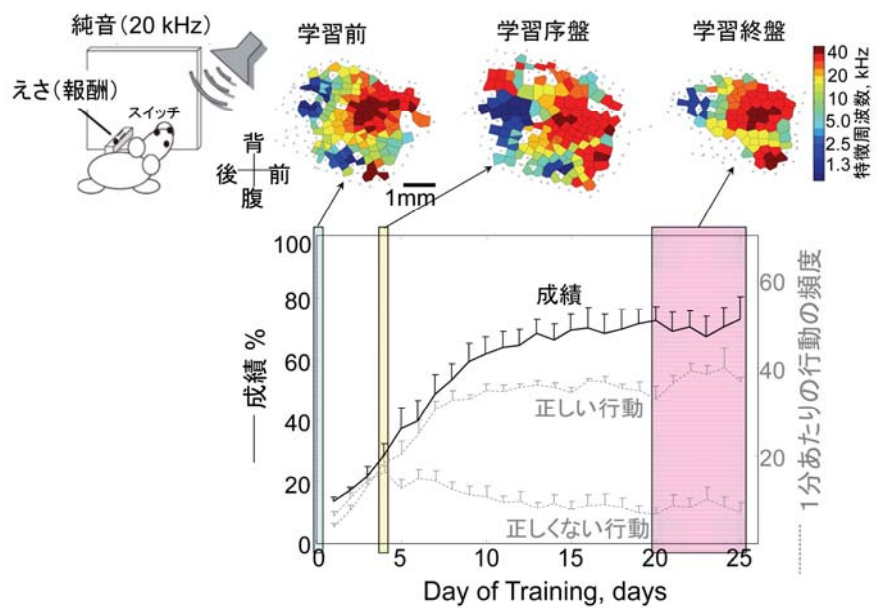 純音(20 kHz)
えさ(報酬)
スイッチ
背
後 前
腹
学習前
学習序盤
学習終盤
1mm
40
20
10
5.0
2.5
1.3
特徴周波数, kHz
100
80
60
40
20
0
成績 %
成績
正しい行動
正しくない行動
60
40
20
1分あたりの行動の頻度
0 5 10 15 20 25
Day of Training, days